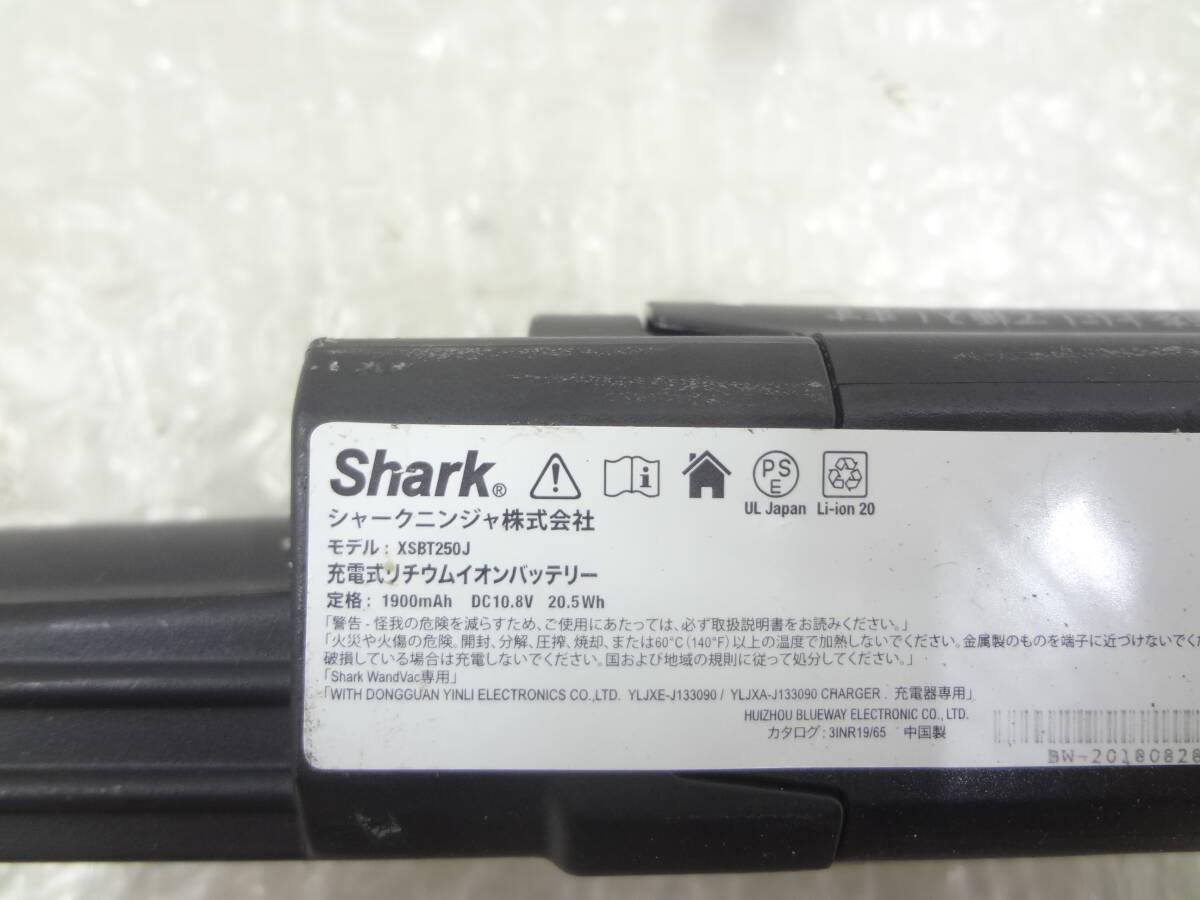 Shark®
PS
E
UL Japan Li-ion 20
シャークニンジャ株式会社
モデル: XSBT250J
充電式リチウムイオンバッテリー
定格: 1900mAh DC10.8V 20.5Wh
「警告 - 怪我の危険を減らすため、ご使用にあたっては、必ず取扱説明書をお読みください。」
「火災や火傷の危険。開封、分解、圧搾、焼却、または60°C (140°F) 以上の温度で加熱しないでください。金属製のものを端子に近づけないでくだ
破損している場合は充電しないでください。国および地域の規則に従って処分してください。」
「Shark WandVac専用」
「WITH DONGGUAN YINLI ELECTRONICS CO.,LTD. YLJXE-J133090 / YLJXA-J133090 CHARGER . 充電器専用」
HUIZHOU BLUEWAY ELECTRONIC CO., LTD.
カタログ: 3INR19/65 中国製
BW-20180828